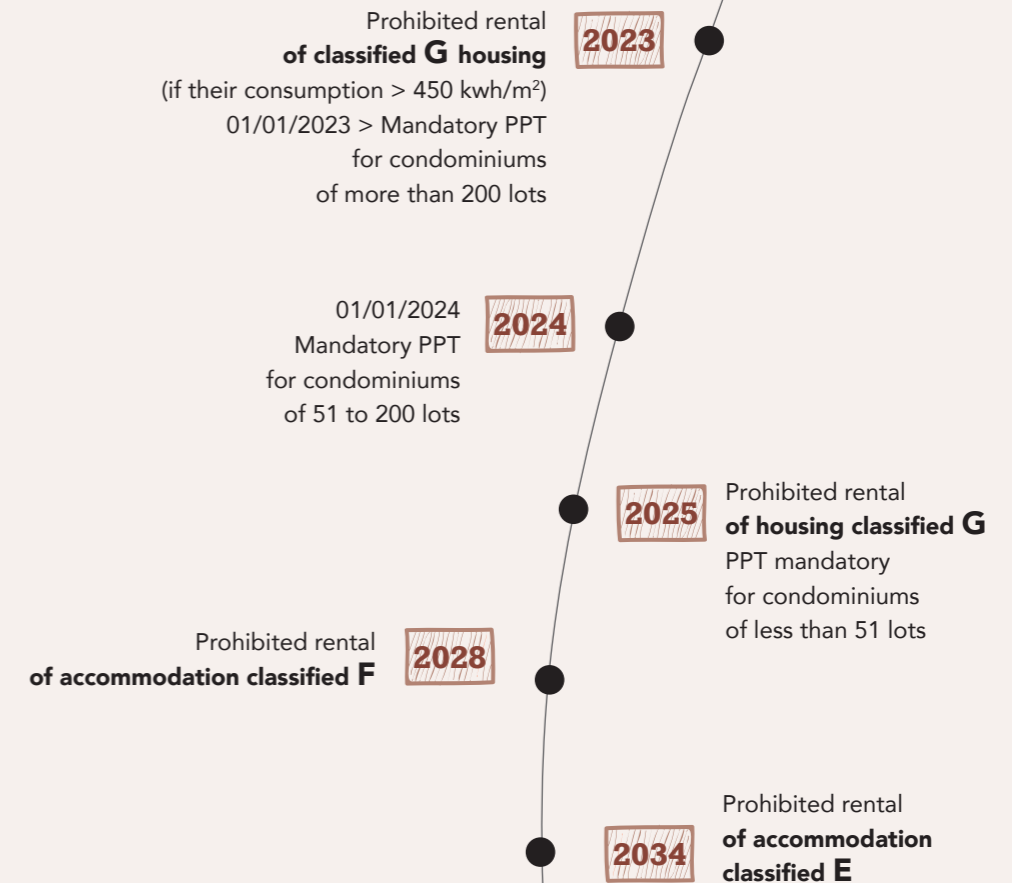 Prohibited rental
of classified G housing
(if their consumption > 450 kwh/m²)
01/01/2023 > Mandatory PPT
for condominiums
of more than 200 lots
2023
01/01/2024
Mandatory PPT
for condominiums
of 51 to 200 lots
2024
2025
Prohibited rental
of housing classified G
PPT mandatory
for condominiums
of less than 51 lots
Prohibited rental
of accommodation classified F
2028
2034
Prohibited rental
of accommodation
classified E